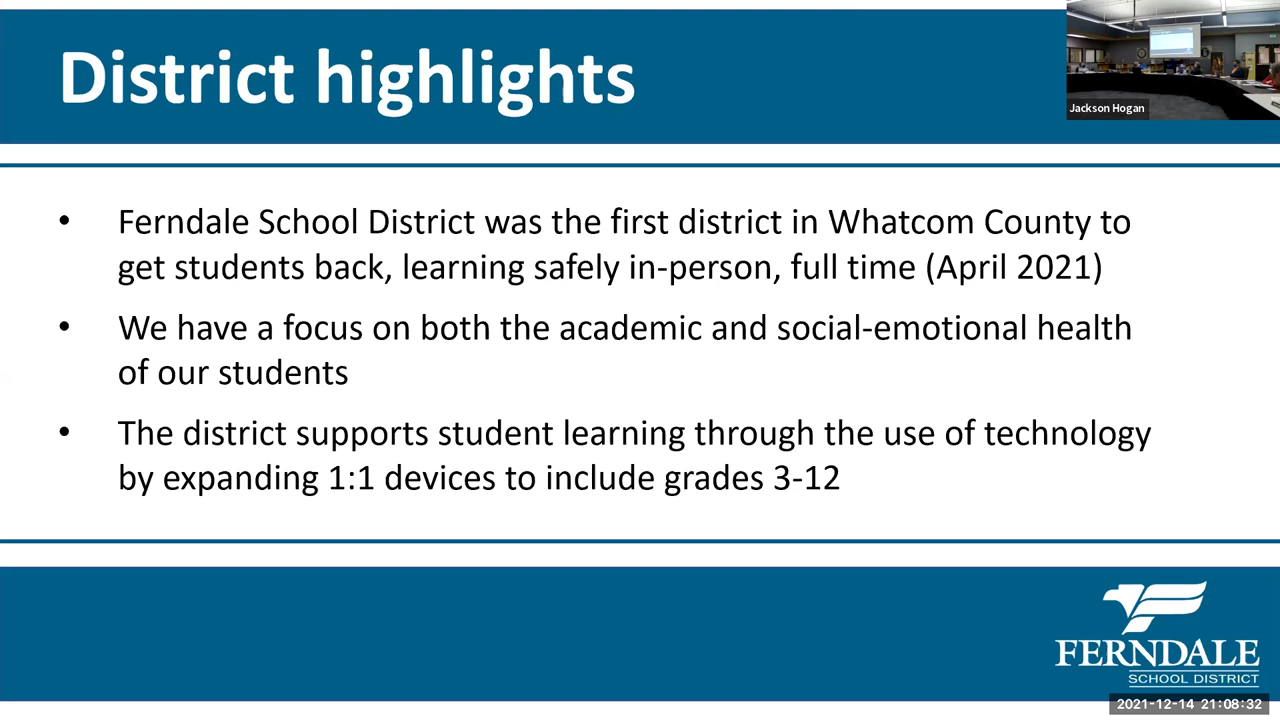 District highlights
Jackson Hogan
• Ferndale School District was the first district in Whatcom County to
get students back, learning safely in-person, full time (April 2021)
• We have a focus on both the academic and social-emotional health
of our students
• The district supports student learning through the use of technology
by expanding 1:1 devices to include grades 3-12
FERNDALE
SCHOOL DISTRICT
2021-12-14 21:08:32